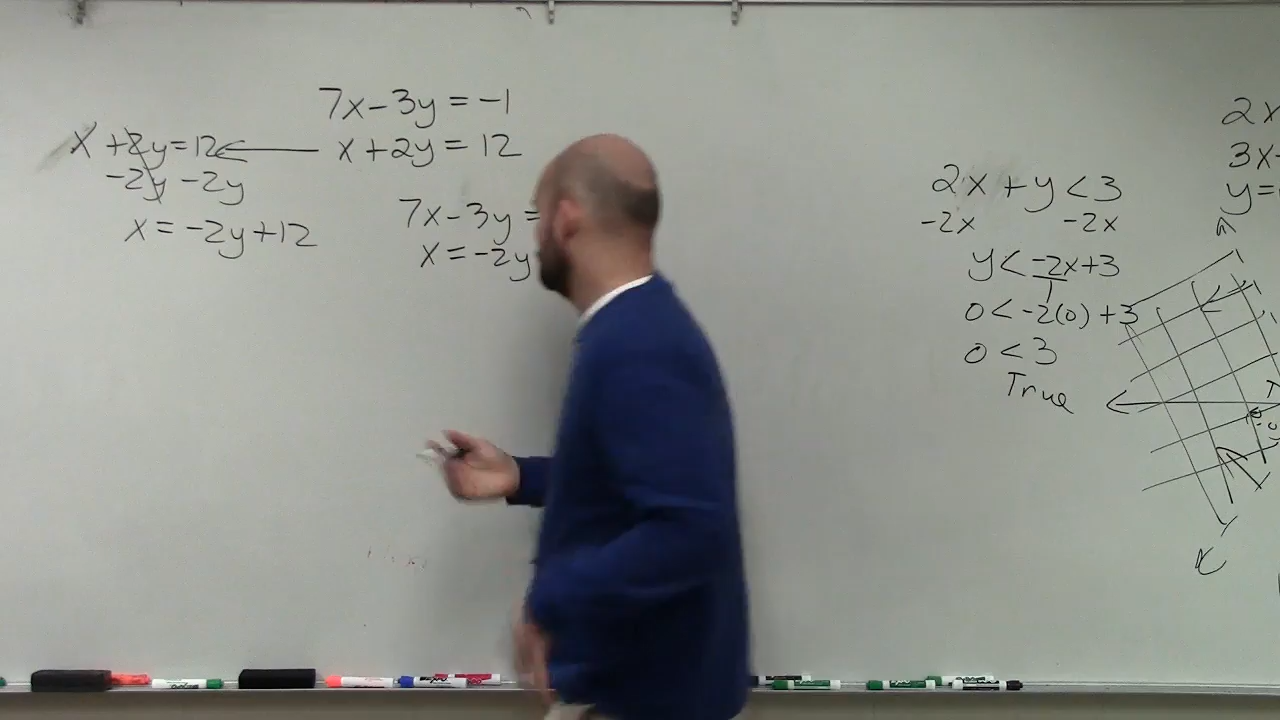 7x-3y=-1
x+2y=12
x+2y=12
-2y -2y
x=-2y+12
7x-3y=
x=-2y
2x+y<3
-2x -2x
y<-2x+3
1
0<-2(0)+3
0<3
True
2x
3x-
y=